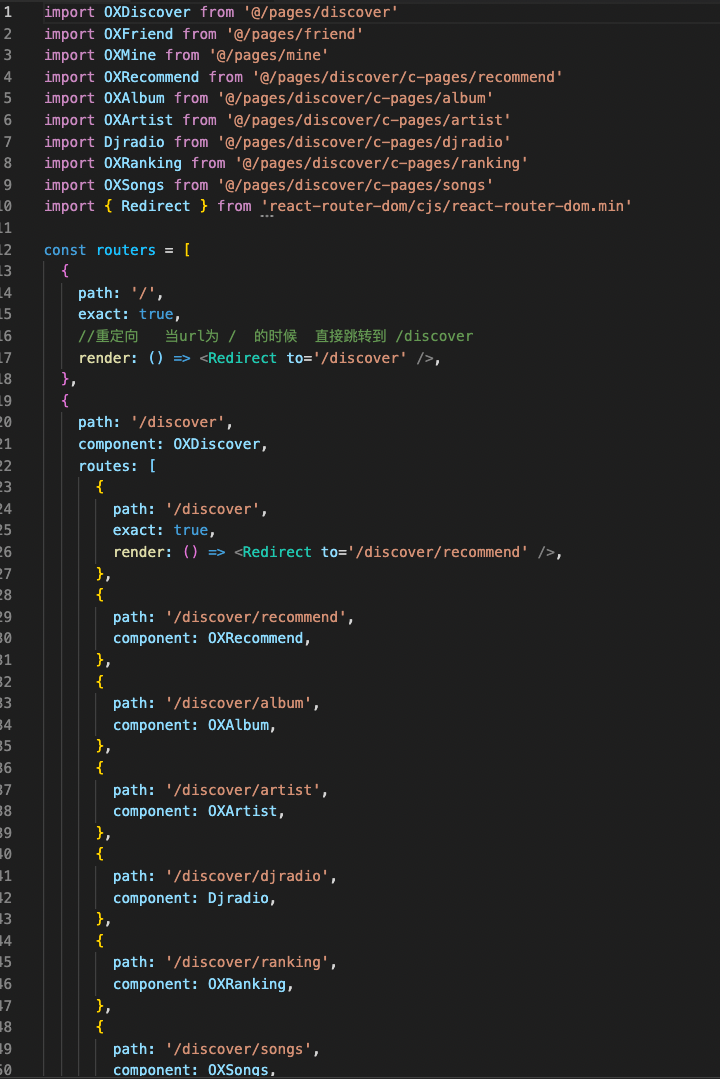 1 import OXDiscover from '@/pages/discover'
2 import OXFriend from '@/pages/friend'
3 import OXMine from '@/pages/mine'
4 import OXRecommend from '@/pages/discover/c-pages/recommend'
5 import OXAlbum from '@/pages/discover/c-pages/album'
6 import OXArtist from '@/pages/discover/c-pages/artist'
7 import Djradio from '@/pages/discover/c-pages/djradio'
8 import OXRanking from '@/pages/discover/c-pages/ranking'
9 import OXSongs from '@/pages/discover/c-pages/songs'
10 import { Redirect } from 'react-router-dom/cjs/react-router-dom.min'
11
12 const routers = [
13 {
14 path: '/',
15 exact: true,
16 //重定向 当url为 / 的时候 直接跳转到 /discover
17 render: () => <Redirect to='/discover' />,
18 },
19 {
20 path: '/discover',
21 component: OXDiscover,
22 routes: [
23 {
24 path: '/discover',
25 exact: true,
26 render: () => <Redirect to='/discover/recommend' />,
27 },
28 {
29 path: '/discover/recommend',
30 component: OXRecommend,
31 },
32 {
33 path: '/discover/album',
34 component: OXAlbum,
35 },
36 {
37 path: '/discover/artist',
38 component: OXArtist,
39 },
40 {
41 path: '/discover/djradio',
42 component: Djradio,
43 },
44 {
45 path: '/discover/ranking',
46 component: OXRanking,
47 },
48 {
49 path: '/discover/songs',
50 component: OXSongs,